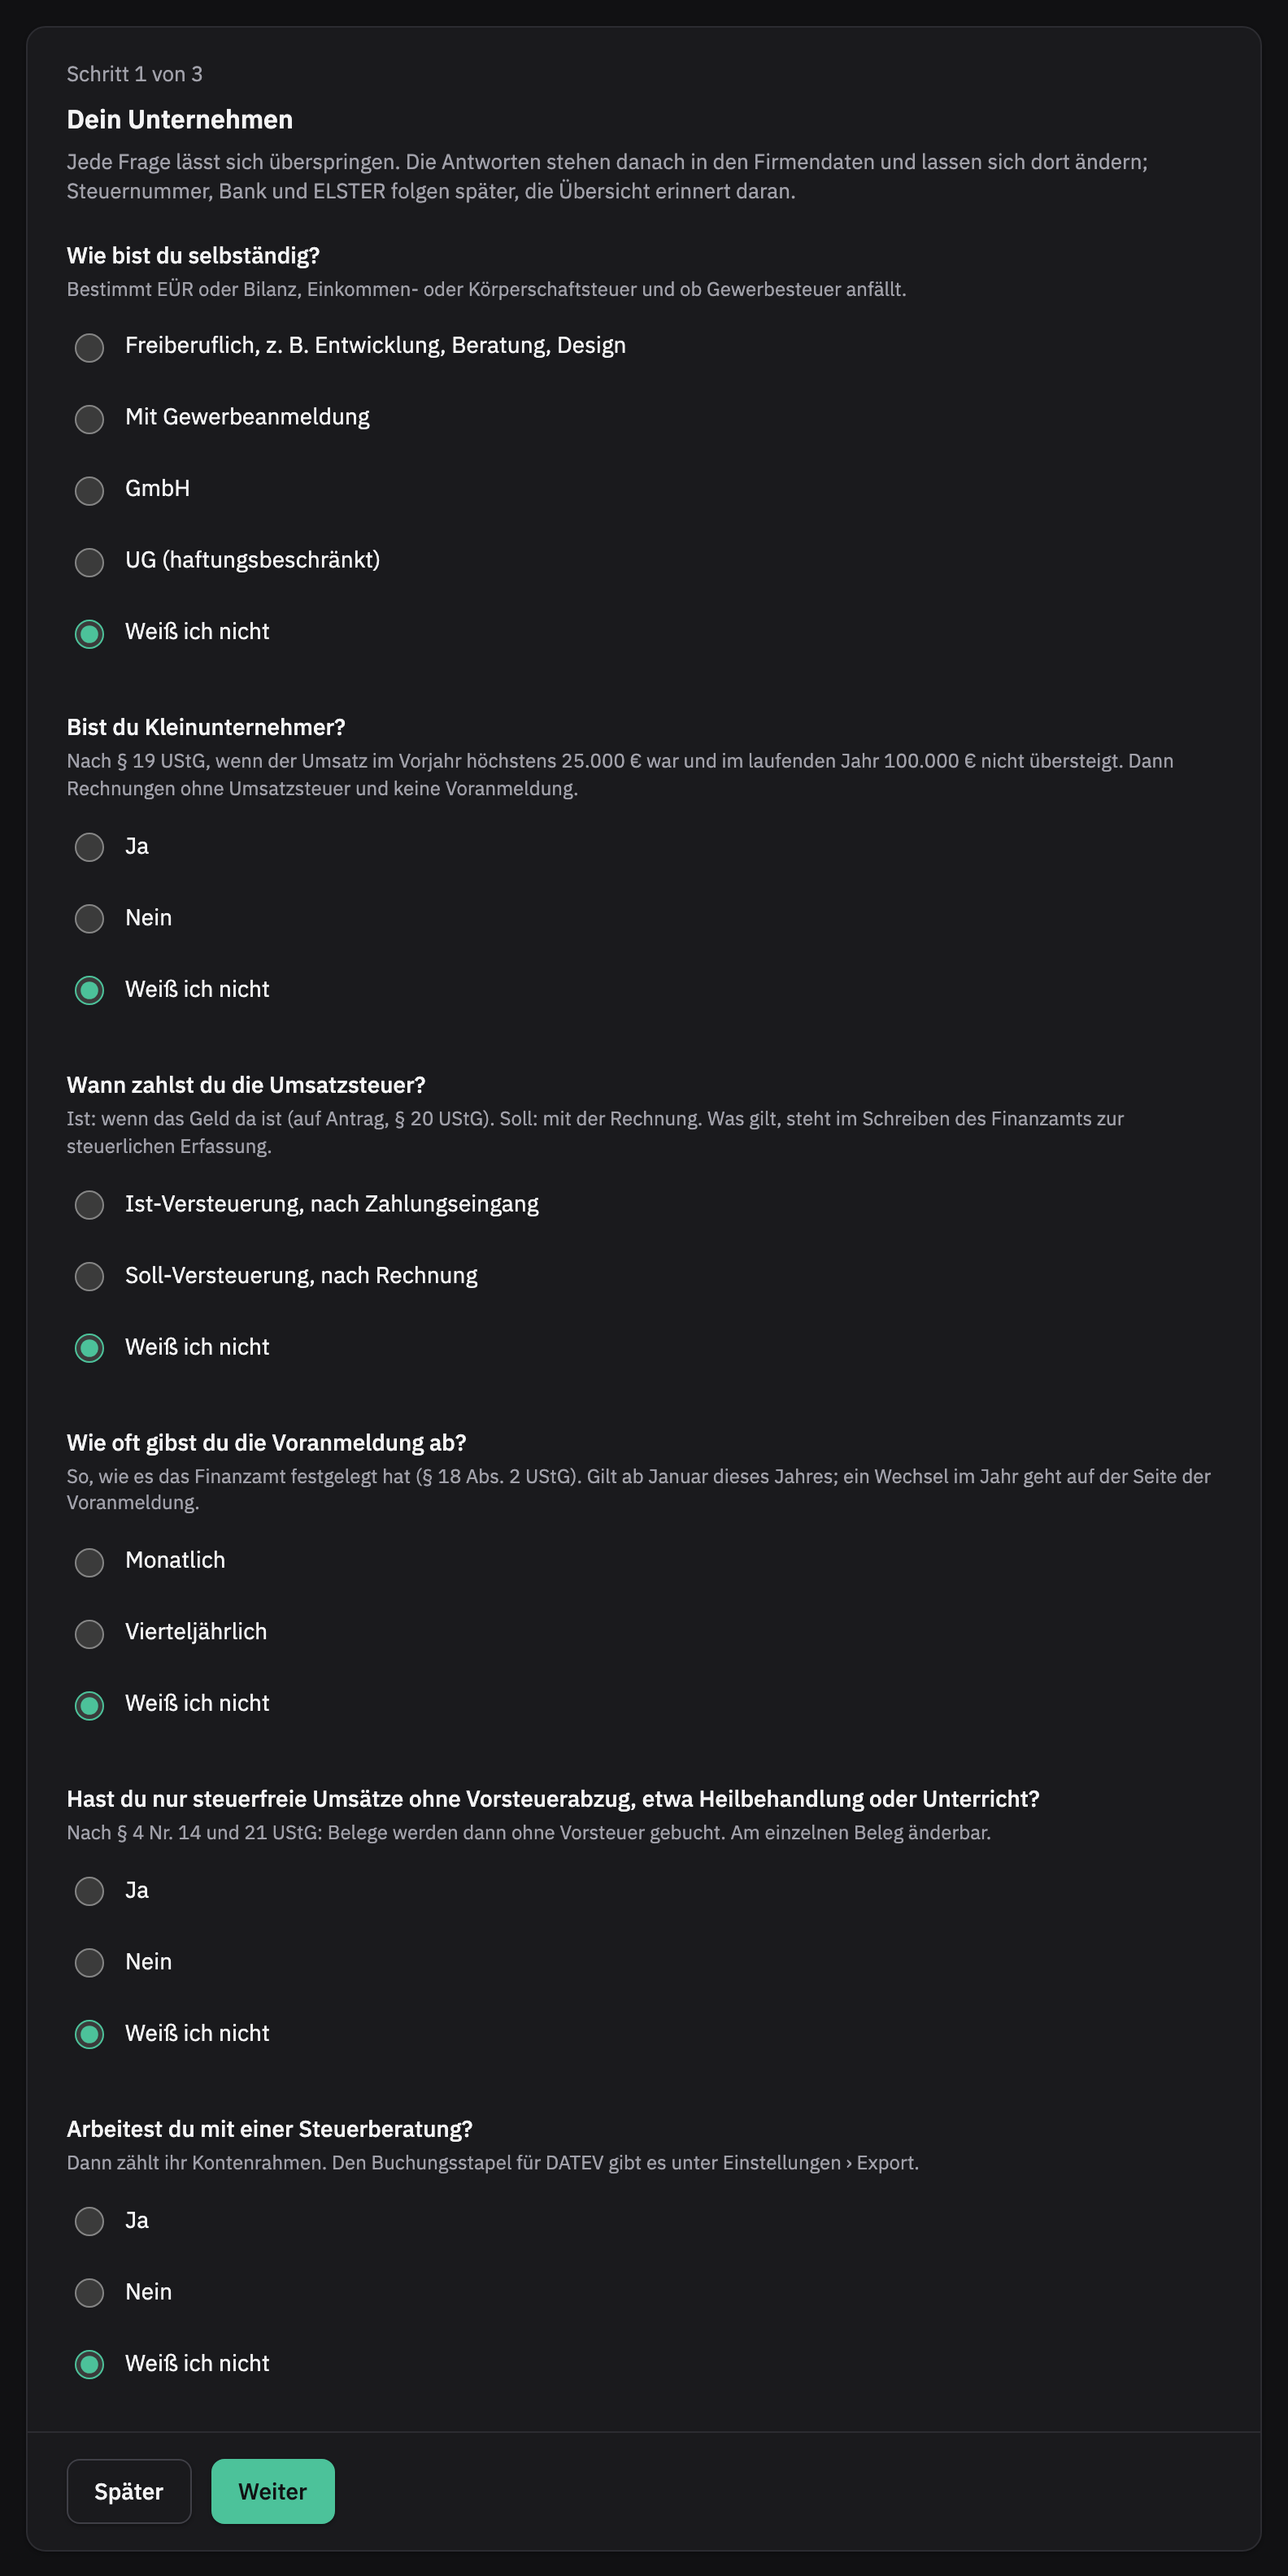 Schritt 1 von 3
Dein Unternehmen
Jede Frage lässt sich überspringen. Die Antworten stehen danach in den Firmendaten und lassen sich dort ändern;
Steuernummer, Bank und ELSTER folgen später, die Übersicht erinnert daran.
Wie bist du selbständig?
Bestimmt EÜR oder Bilanz, Einkommen- oder Körperschaftsteuer und ob Gewerbesteuer anfällt.
Freiberuflich, z. B. Entwicklung, Beratung, Design
Mit Gewerbeanmeldung
GmbH
UG (haftungsbeschränkt)
Weiß ich nicht
Bist du Kleinunternehmer?
Nach § 19 UStG, wenn der Umsatz im Vorjahr höchstens 25.000 € war und im laufenden Jahr 100.000 € nicht übersteigt. Dann
Rechnungen ohne Umsatzsteuer und keine Voranmeldung.
Ja
Nein
Weiß ich nicht
Wann zahlst du die Umsatzsteuer?
Ist: wenn das Geld da ist (auf Antrag, § 20 UStG). Soll: mit der Rechnung. Was gilt, steht im Schreiben des Finanzamts zur
steuerlichen Erfassung.
Ist-Versteuerung, nach Zahlungseingang
Soll-Versteuerung, nach Rechnung
Weiß ich nicht
Wie oft gibst du die Voranmeldung ab?
So, wie es das Finanzamt festgelegt hat (§ 18 Abs. 2 UStG). Gilt ab Januar dieses Jahres; ein Wechsel im Jahr geht auf der Seite der
Voranmeldung.
Monatlich
Vierteljährlich
Weiß ich nicht
Hast du nur steuerfreie Umsätze ohne Vorsteuerabzug, etwa Heilbehandlung oder Unterricht?
Nach § 4 Nr. 14 und 21 UStG: Belege werden dann ohne Vorsteuer gebucht. Am einzelnen Beleg änderbar.
Ja
Nein
Weiß ich nicht
Arbeitest du mit einer Steuerberatung?
Dann zählt ihr Kontenrahmen. Den Buchungsstapel für DATEV gibt es unter Einstellungen › Export.
Ja
Nein
Weiß ich nicht
Später
Weiter